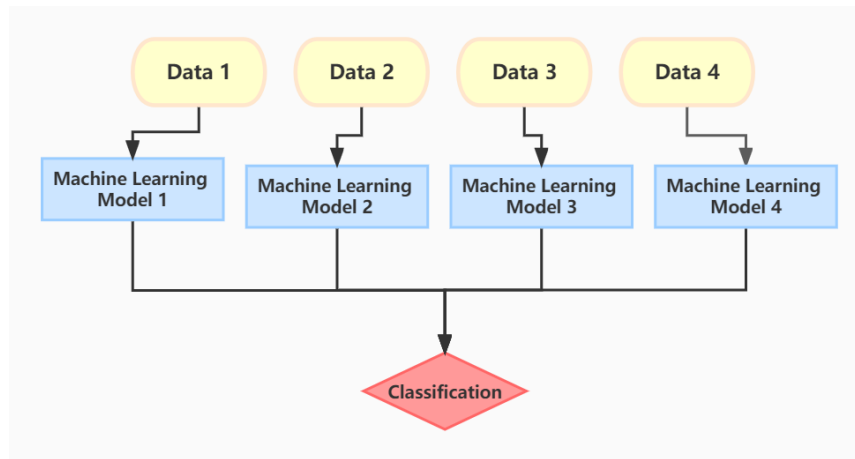 Data 1
Data 2
Data 3
Data 4
Machine Learning
Model 1
Machine Learning
Model 2
Machine Learning
Model 3
Machine Learning
Model 4
Classification